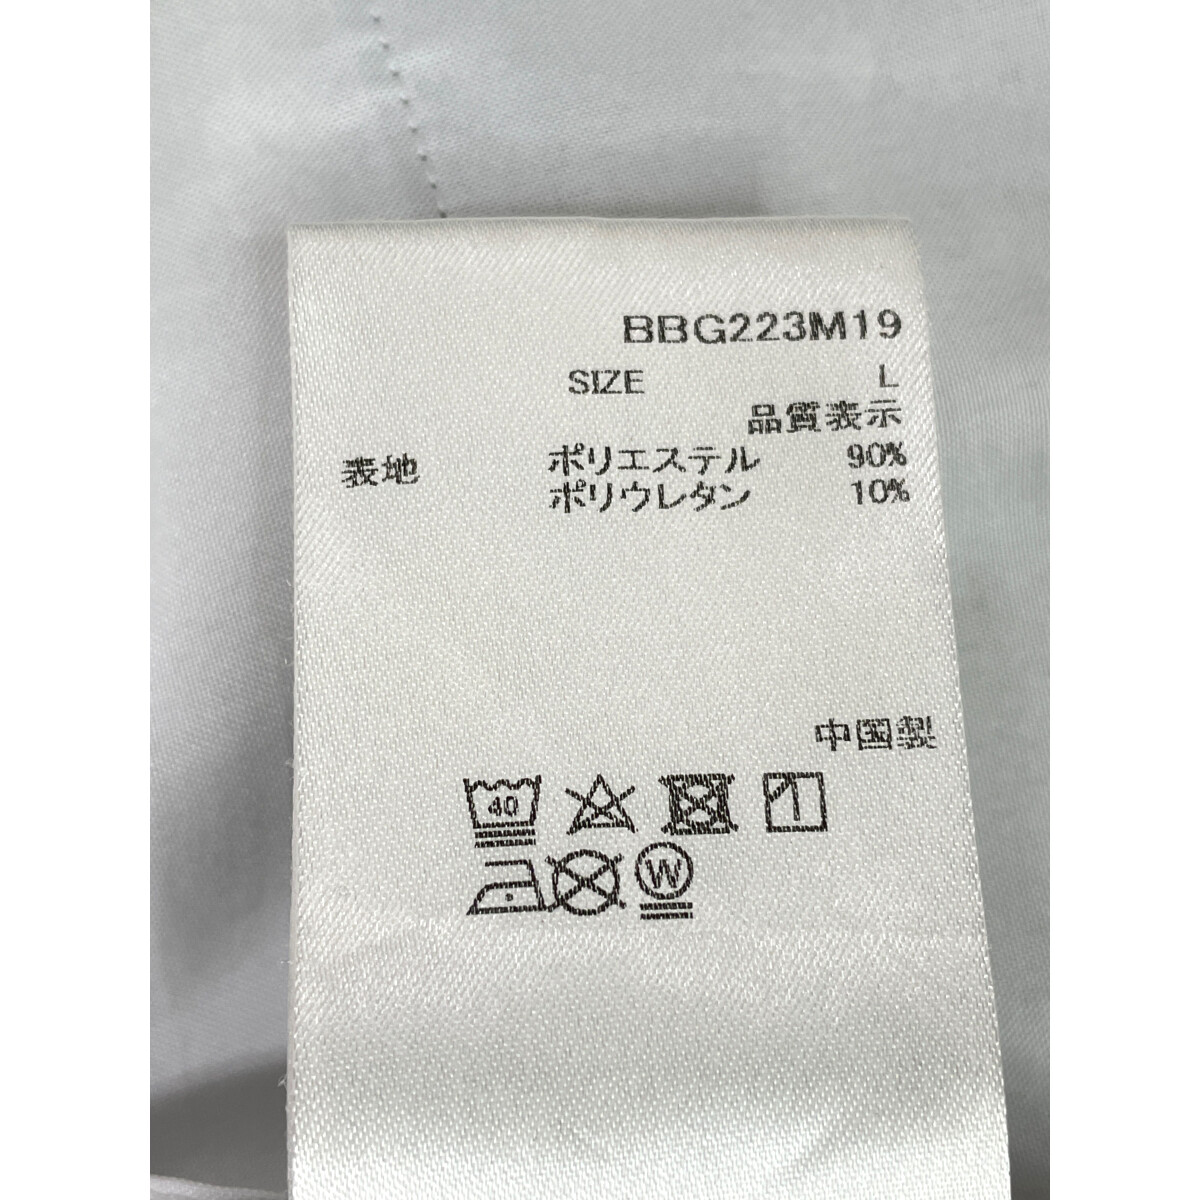 BBG223M19
SIZE L
品質表示
表地 ポリエステル 90%
ポリウレタン 10%
中国製
40
W